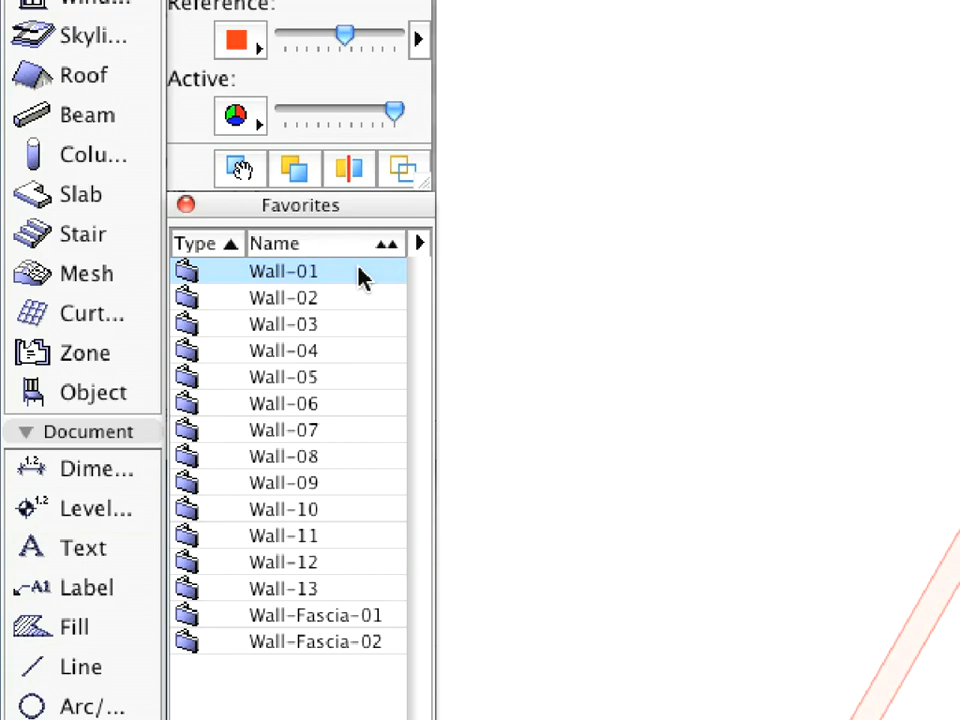 Wind...
Skyli...
Roof
Beam
Colu...
Slab
Stair
Mesh
Curt...
Zone
Object
Document
Dime...
Level...
Text
Label
Fill
Line
Arc/...
Reference:
Active:
Favorites
Type Name
Wall-01
Wall-02
Wall-03
Wall-04
Wall-05
Wall-06
Wall-07
Wall-08
Wall-09
Wall-10
Wall-11
Wall-12
Wall-13
Wall-Fascia-01
Wall-Fascia-02